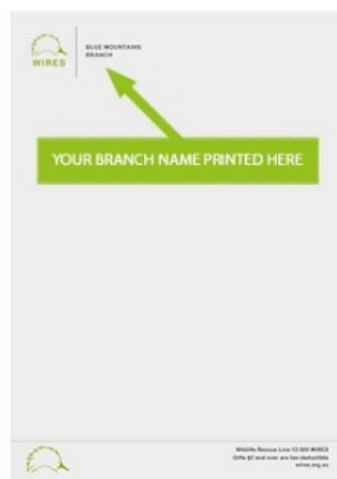 BLUE MOUNTAINS
BRANCH
WIRES
YOUR BRANCH NAME PRINTED HERE
Wildlife Rescue Line 13 000 WIRES
Gifts $2 and over are tax deductible
wires.org.au